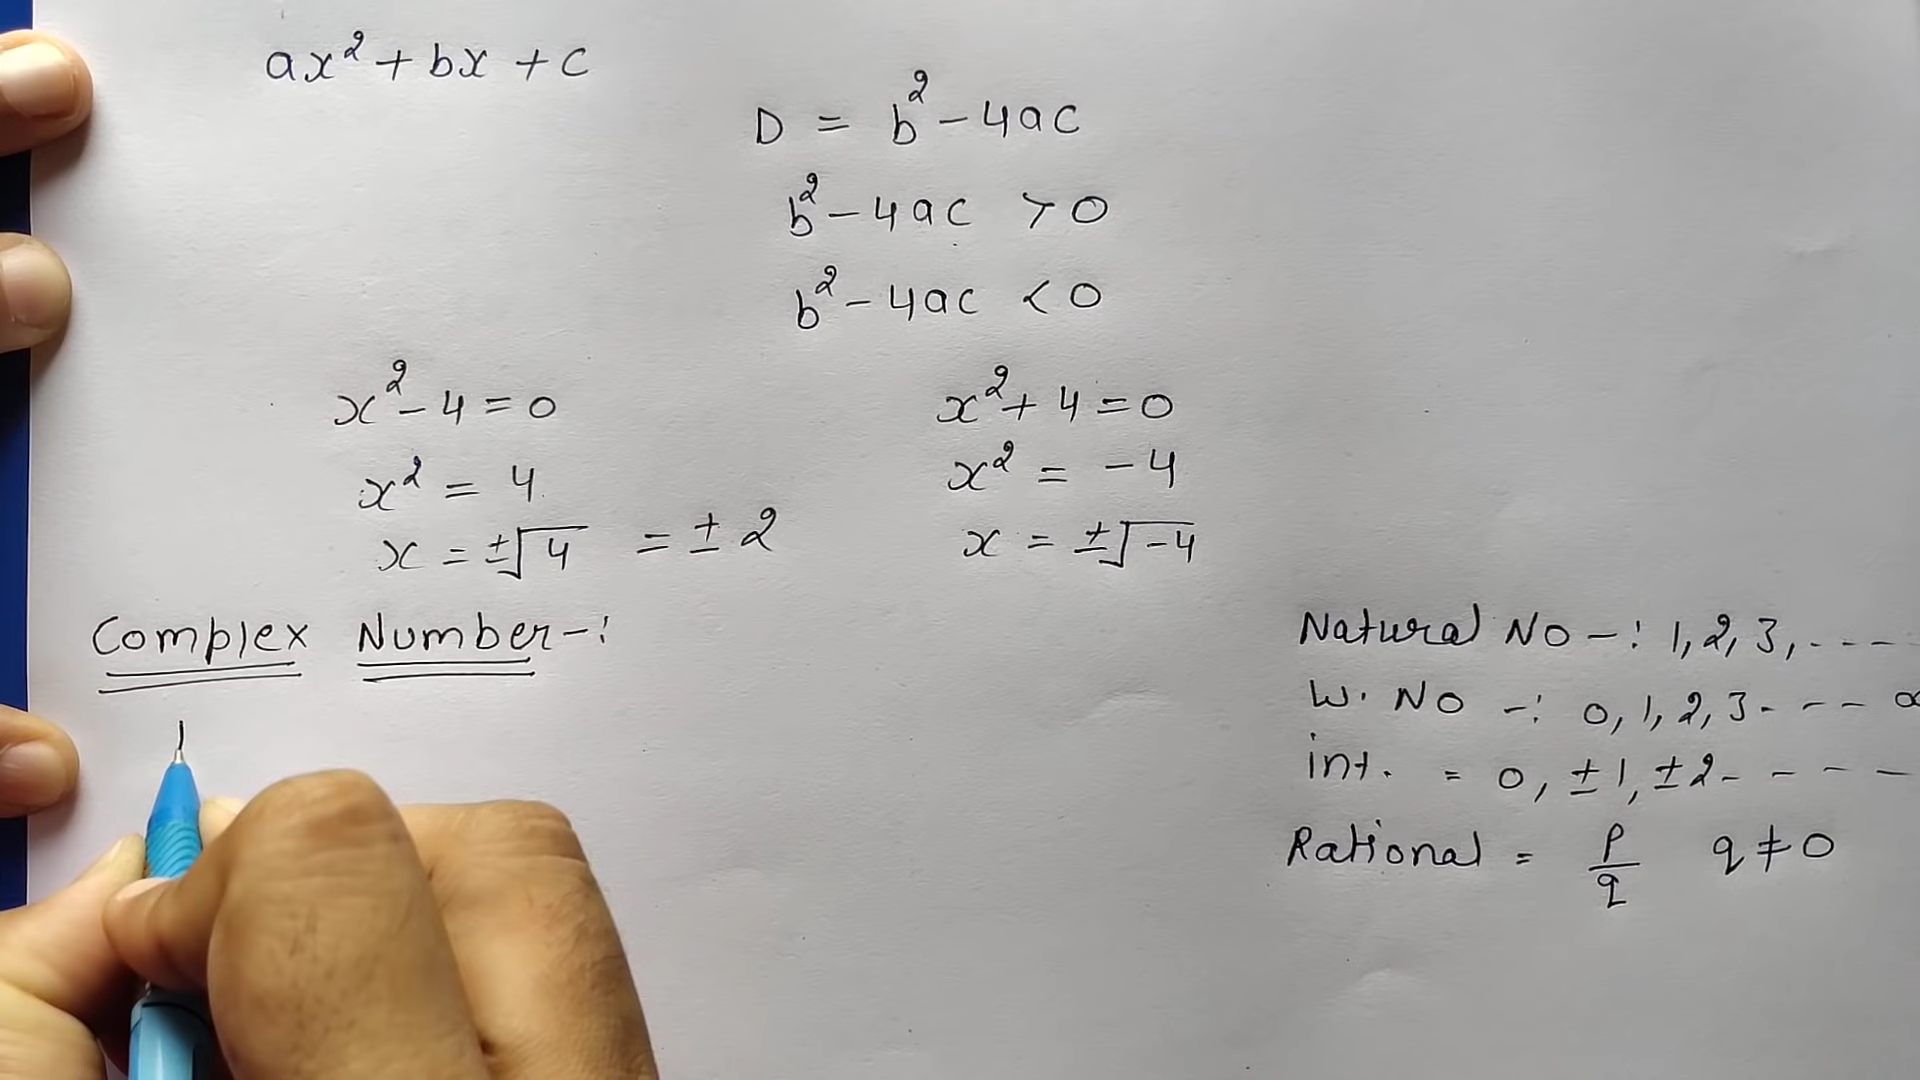 ax² + bx + c
D = b² - 4ac
b² - 4ac > 0
b² - 4ac < 0
x² - 4 = 0
x² = 4
x = ±√4 = ± 2
x² + 4 = 0
x² = -4
x = ±√-4
Complex Number -:
Natural No -: 1, 2, 3, - - - -
W. No -: 0, 1, 2, 3 - - - - ∞
int. = 0, ±1, ±2 - - - - -
Rational = p/q q ≠ 0